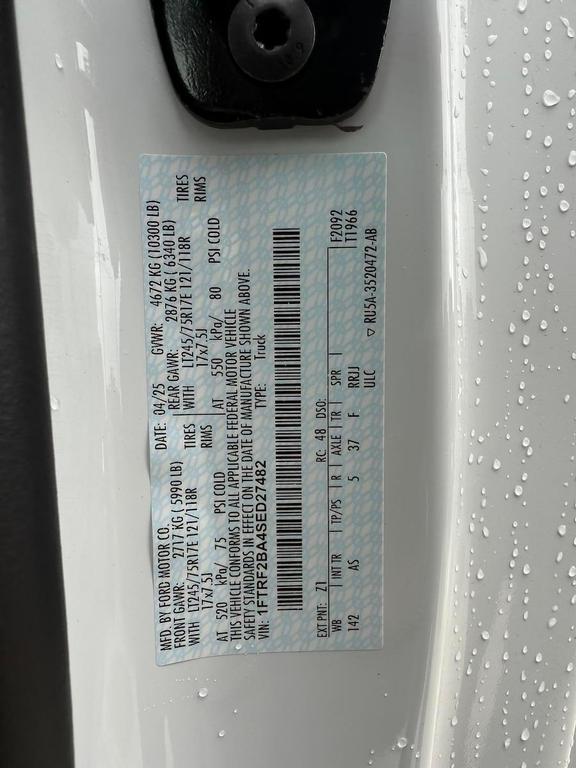 MFD. BY FORD MOTOR CO. DATE: 04/25 GVWR: 4672 KG (10300 LB)
FRONT GAWR: 2717 KG ( 5990 LB) REAR GAWR: 2876 KG ( 6340 LB)
WITH LT245/75R17E 121/118R TIRES WITH LT245/75R17E 121/118R TIRES
17x7.5J RIMS 17x7.5J RIMS
AT 520 kPa/ 75 PSI COLD AT 550 kPa/ 80 PSI COLD
THIS VEHICLE CONFORMS TO ALL APPLICABLE FEDERAL MOTOR VEHICLE
SAFETY STANDARDS IN EFFECT ON THE DATE OF MANUFACTURE SHOWN ABOVE.
VIN: 1FTRF2BA4SED27482 TYPE: Truck
EXT PNT: Z1 RC: 48 DSO: F2092
WB INT TR TP/PS R AXLE TR SPR TT966
142 AS 5 37 F RRJJ
ULC ▽ RU5A-3520472-AB